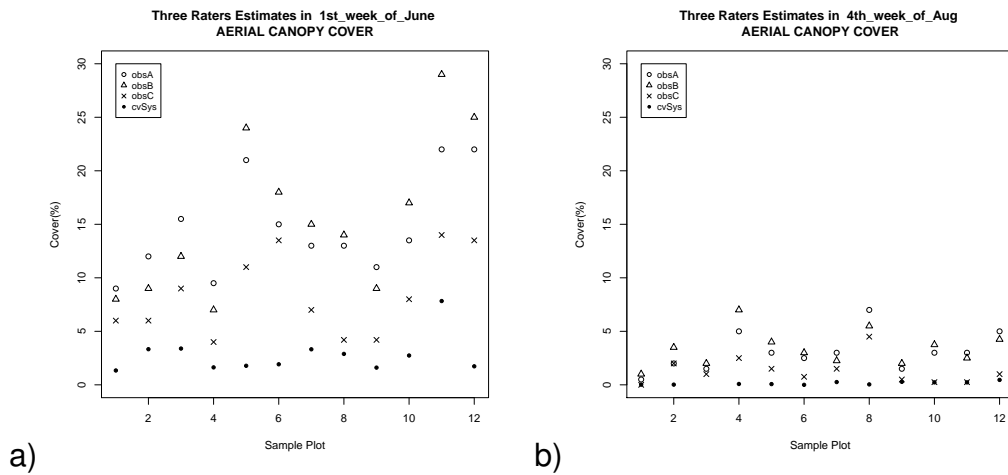 Three Raters Estimates in 1st_week_of_June
AERIAL CANOPY COVER
obsA
obsB
obsC
cvSys
Cover(%)
30
25
20
15
10
5
0
2 4 6 8 10 12
Sample Plot
a)
Three Raters Estimates in 4th_week_of_Aug
AERIAL CANOPY COVER
obsA
obsB
obsC
cvSys
Cover(%)
30
25
20
15
10
5
0
2 4 6 8 10 12
Sample Plot
b)